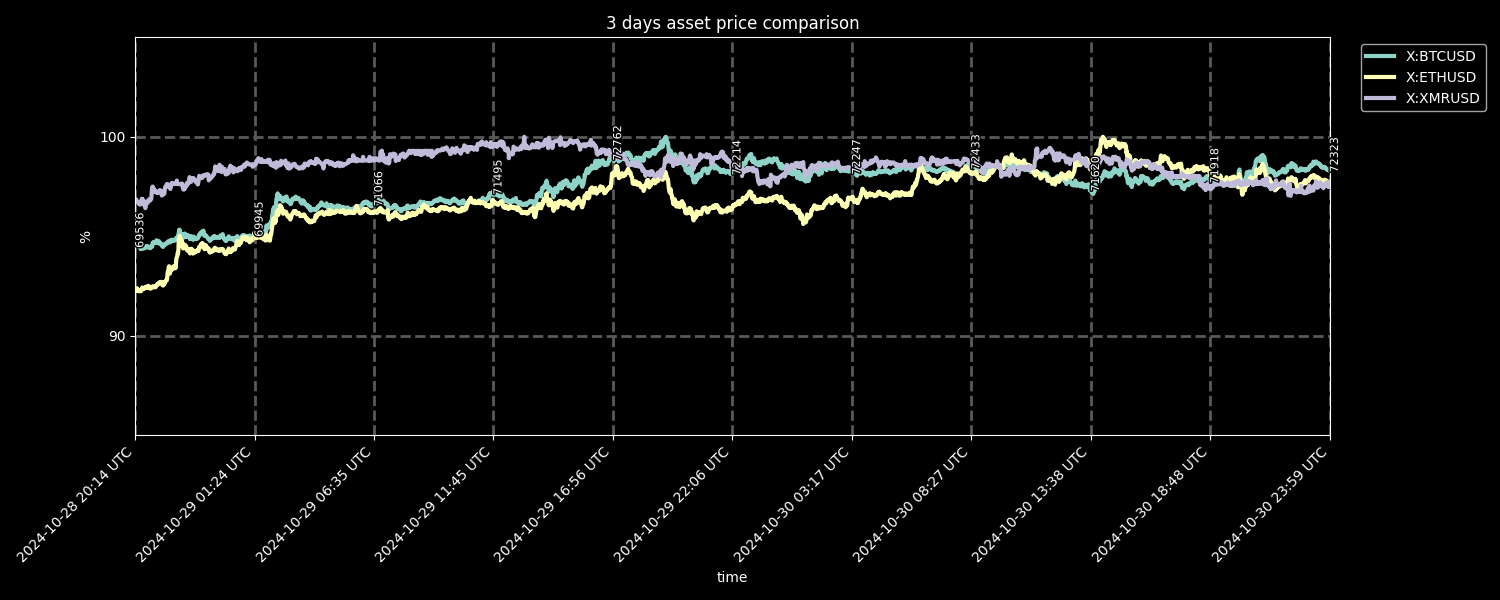 3 days asset price comparison
X:BTCUSD
X:ETHUSD
X:XMRUSD
100
90
%
69536
69945
71066
71495
72762
72214
72247
72433
71620
71918
72323
2024-10-28 20:14 UTC
2024-10-29 01:24 UTC
2024-10-29 06:35 UTC
2024-10-29 11:45 UTC
2024-10-29 16:56 UTC
2024-10-29 22:06 UTC
2024-10-30 03:17 UTC
2024-10-30 08:27 UTC
2024-10-30 13:38 UTC
2024-10-30 18:48 UTC
2024-10-30 23:59 UTC
time